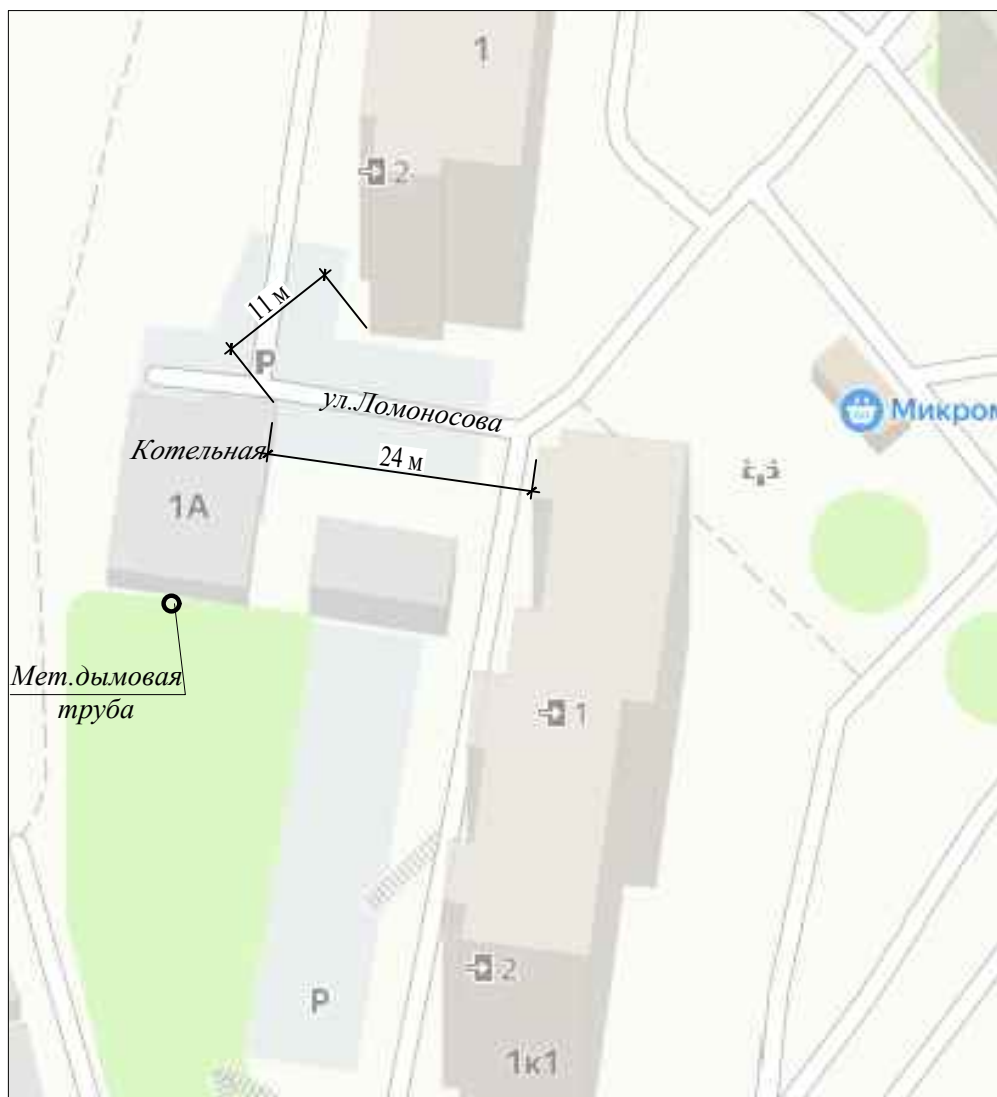 1
2
11 м
P
ул.Ломоносова
Микром
Котельная
24 м
1А
Мет.дымовая
труба
1
2
P
1к1